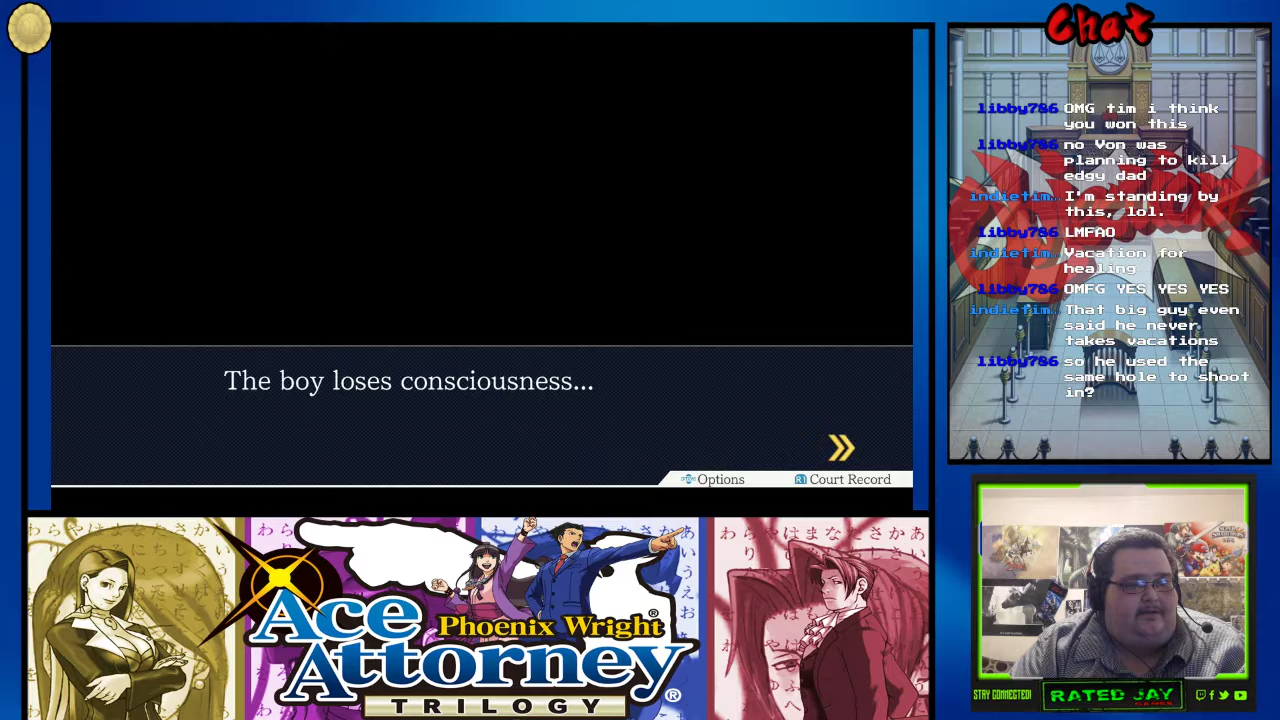 The boy loses consciousness...
Options
R1 Court Record
Ace
Phoenix Wright®
Attorney®
TRILOGY
Chat
libby786 OMG tim i think
you won this
libby786 no Von was
planning to kill
edgy dad
indietim… I'm standing by
this, lol.
libby786 LMFAO
indietim… Vacation for
healing
libby786 OMFG YES YES YES
indietim… That big guy even
said he never
takes vacations
libby786 so he used the
same hole to shoot
in?
STAY CONNECTED!
RATED JAY
GAMES